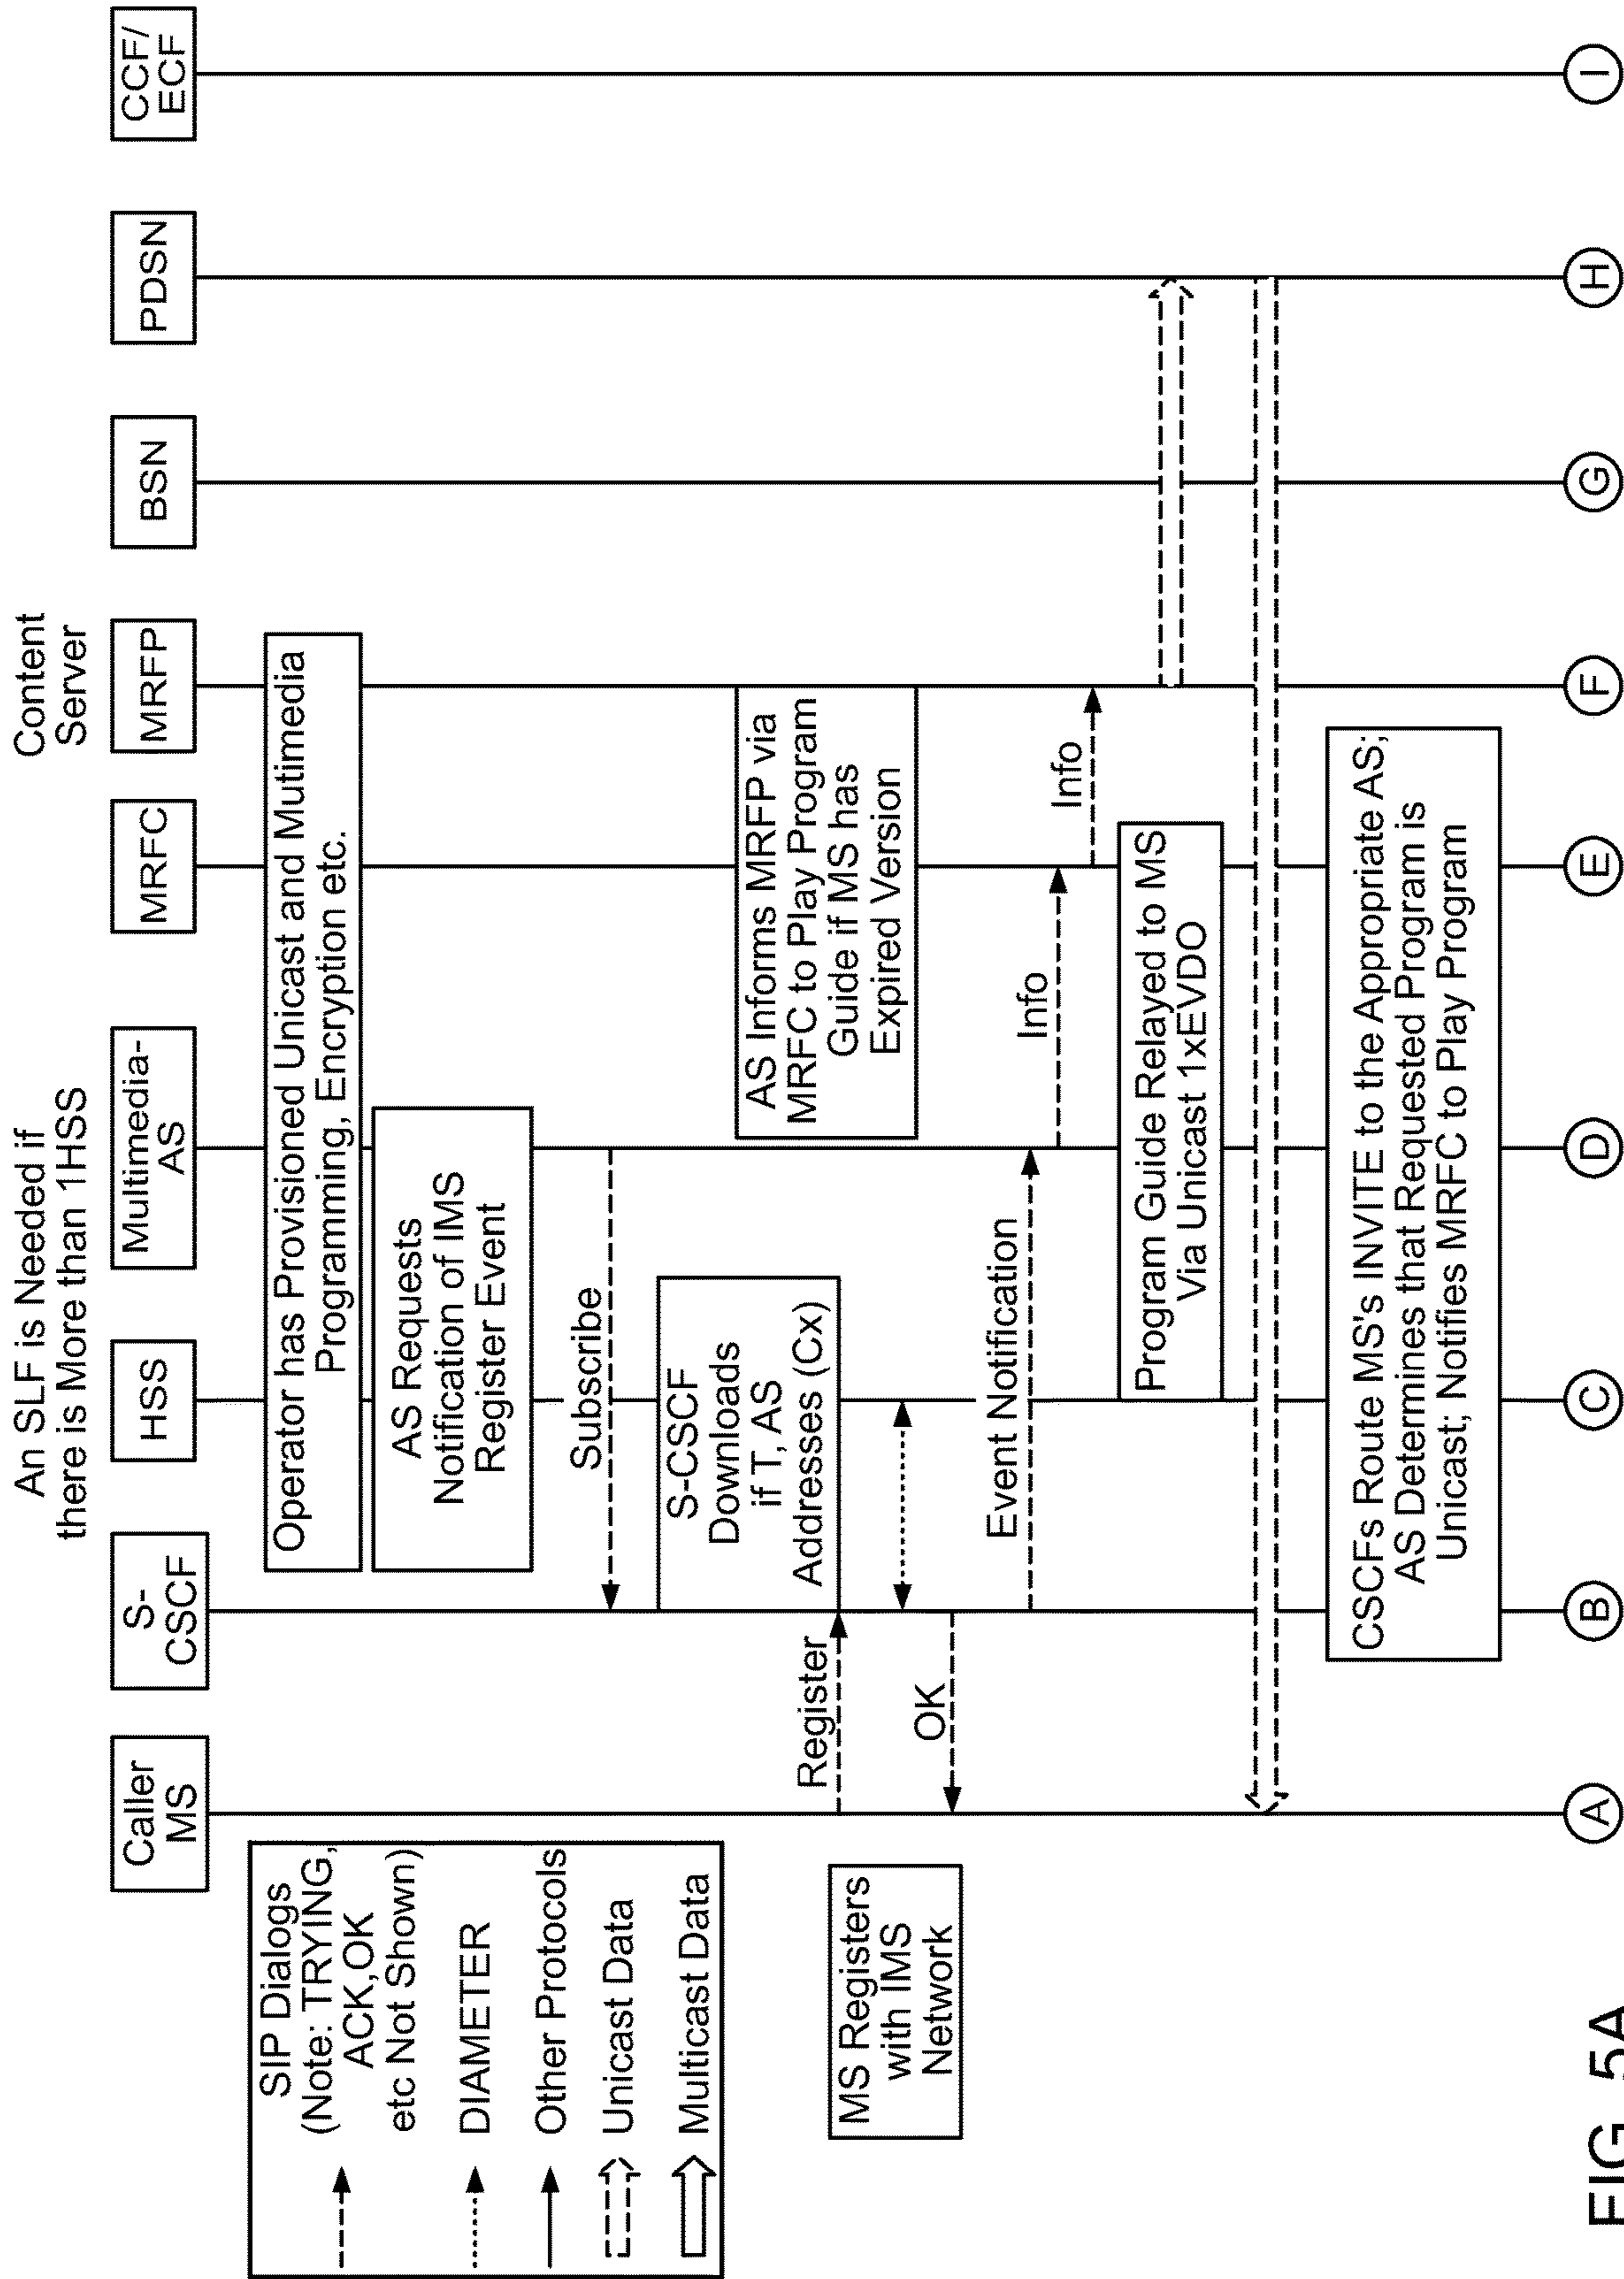 An SLF is Needed if
there is More than 1HSS
Content
Server
Caller
MS
S-
CSCF
HSS
Multimedia-
AS
MRFC
MRFP
BSN
PDSN
CCF/
ECF
SIP Dialogs
(Note: TRYING,
ACK,OK
etc Not Shown)
DIAMETER
Other Protocols
Unicast Data
Multicast Data
Operator has Provisioned Unicast and Mutimedia
Programming, Encryption etc.
AS Requests
Notification of IMS
Register Event
Subscribe
S-CSCF
Downloads
if T, AS
Addresses (Cx)
AS Informs MRFP via
MRFC to Play Program
Guide if MS has
Expired Version
MS Registers
with IMS
Network
Register
OK
Event Notification
Info
Info
Program Guide Relayed to MS
Via Unicast 1xEVDO
CSCFs Route MS's INVITE to the Appropriate AS;
AS Determines that Requested Program is
Unicast; Notifies MRFC to Play Program
A
B
C
D
E
F
G
H
I
FIG. 5A